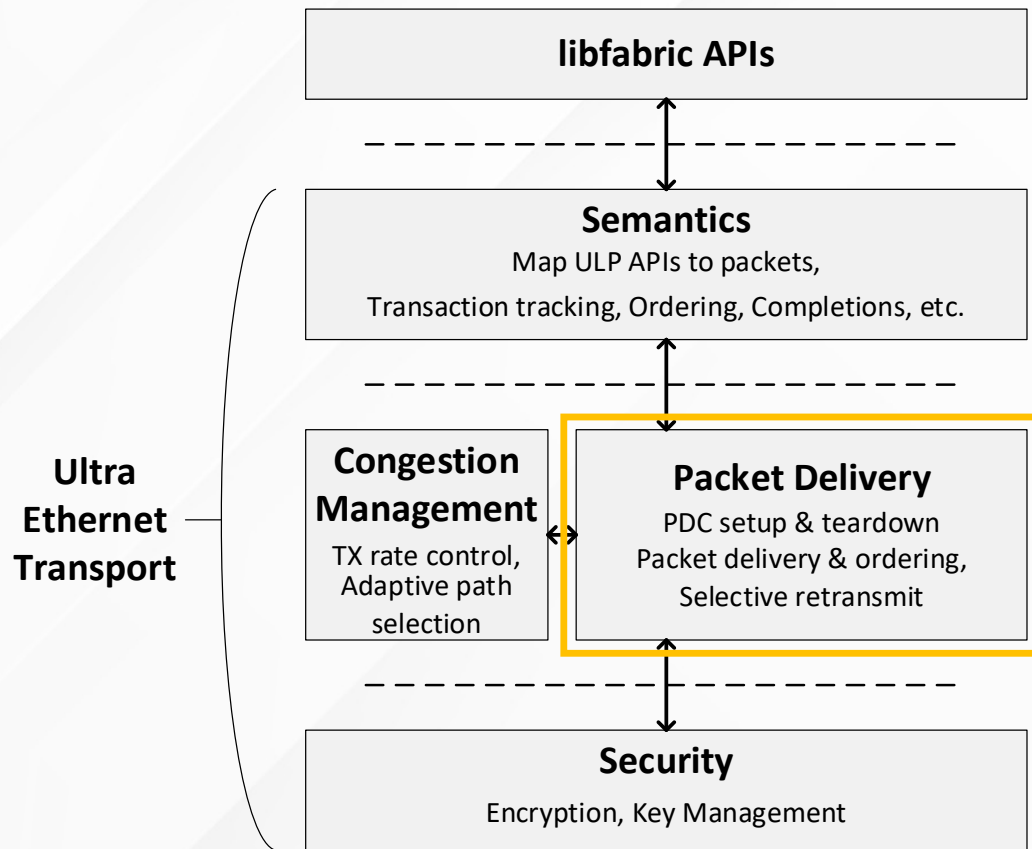 libfabric APIs
Semantics
Map ULP APIs to packets,
Transaction tracking, Ordering, Completions, etc.
Ultra
Ethernet
Transport
Congestion
Management
TX rate control,
Adaptive path
selection
Packet Delivery
PDC setup & teardown
Packet delivery & ordering,
Selective retransmit
Security
Encryption, Key Management